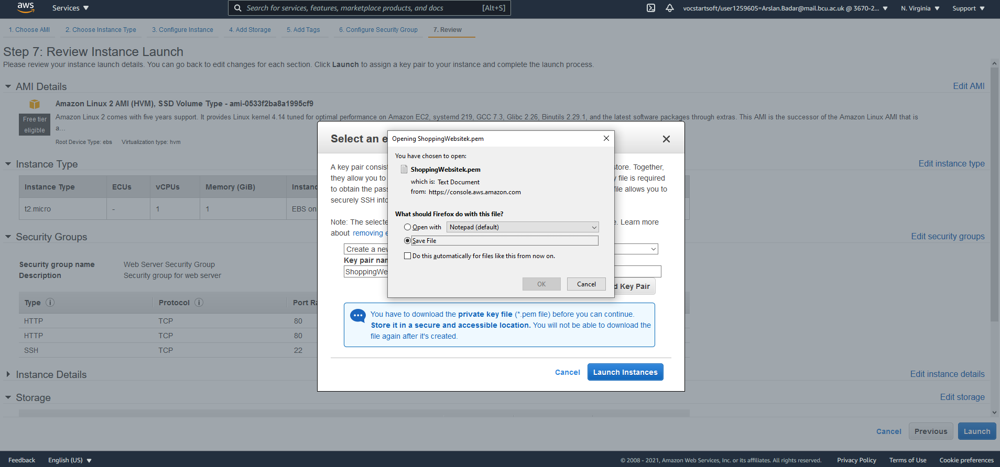 aws
Services
Search for services, features, marketplace products, and docs [Alt+S]
vocstartsoft/user1259605=Arslan.Badar@mail.bcu.ac.uk @ 3670-2...
N. Virginia
Support
1. Choose AMI
2. Choose Instance Type
3. Configure Instance
4. Add Storage
5. Add Tags
6. Configure Security Group
7. Review
Step 7: Review Instance Launch
Please review your instance launch details. You can go back to edit changes for each section. Click Launch to assign a key pair to your instance and complete the launch process.
AMI Details
Edit AMI
Amazon Linux 2 AMI (HVM), SSD Volume Type - ami-0533f2ba8a1995cf9
Free tier
eligible
Amazon Linux 2 comes with five years support. It provides Linux kernel 4.14 tuned for optimal performance on Amazon EC2, systemd 219, GCC 7.3, Glibc 2.26, Binutils 2.29.1, and the latest software packages through extras. This AMI is the successor of the Amazon Linux AMI that is
a...
Root Device Type: ebs Virtualization type: hvm
Instance Type
Edit instance type
Instance Type ECUs vCPUs Memory (GiB) Instanc
t2.micro - 1 1 EBS on
Security Groups
Edit security groups
Security group name Web Server Security Group
Description Security group for web server
Type Protocol Port Ra
HTTP TCP 80
HTTP TCP 80
SSH TCP 22
Instance Details
Edit instance details
Storage
Edit storage
Select an e
A key pair consist
tore. Together,
they allow you to
file is required
to obtain the pas
file allows you to
securely SSH into
Note: The selecte
e. Learn more
about removing e
Create a new
Key pair nam
ShoppingWe
d Key Pair
Opening ShoppingWebsitek.pem
You have chosen to open:
ShoppingWebsitek.pem
which is: Text Document
from: https://console.aws.amazon.com
What should Firefox do with this file?
Open with Notepad (default)
Save File
Do this automatically for files like this from now on.
OK
Cancel
You have to download the private key file (*.pem file) before you can continue.
Store it in a secure and accessible location. You will not be able to download the
file again after it's created.
Cancel
Launch Instances
Cancel
Previous
Launch
Feedback
English (US)
© 2008 - 2021, Amazon Web Services, Inc. or its affiliates. All rights reserved.
Privacy Policy
Terms of Use
Cookie preferences